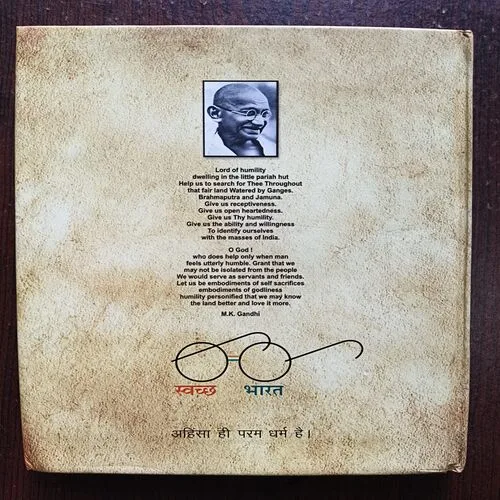 Lord of humility
dwelling in the little pariah hut
Help us to search for Thee Throughout
that fair land Watered by Ganges.
Brahmaputra and Jamuna.
Give us receptiveness.
Give us open heartedness.
Give us Thy humility.
Give us the ability and willingness
To identify ourselves
with the masses of india.
O God !
who does help only when man
feels utterly humble. Grant that we
may not be isolated from the people
We would serve as servants and friends.
Let us be embodiments of self sacrifices
embodiments of godliness
humility personified that we may know
the land better and love it more.
M.K. Gandhi
स्वच्छ भारत
अहिंसा ही परम धर्म है।